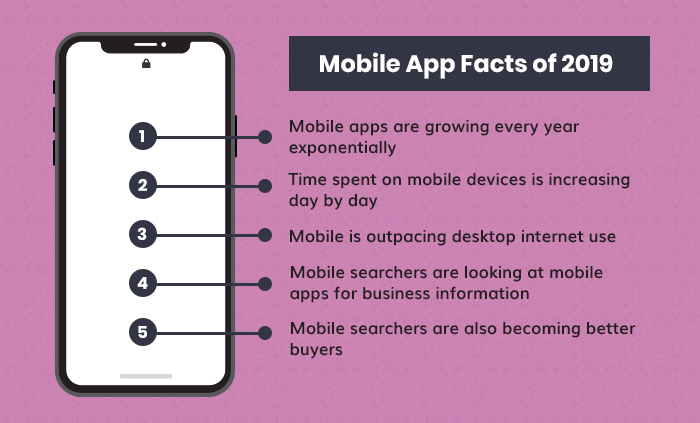 Mobile App Facts of 2019
1
Mobile apps are growing every year
exponentially
2
Time spent on mobile devices is increasing
day by day
3
Mobile is outpacing desktop internet use
4
Mobile searchers are looking at mobile
apps for business information
5
Mobile searchers are also becoming better
buyers